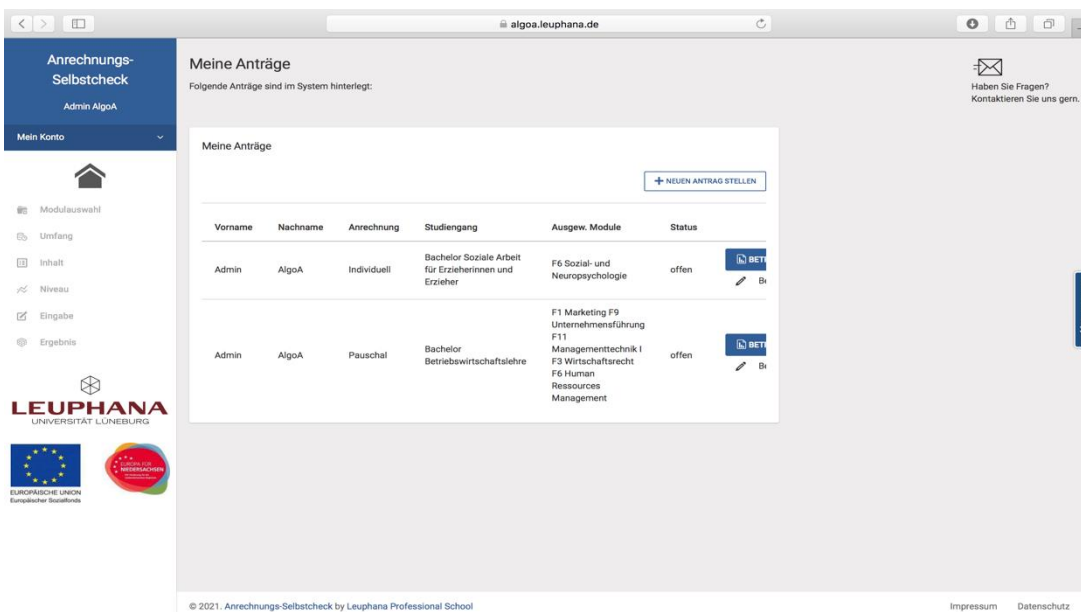 algoa.leuphana.de
Anrechnungs-
Selbstcheck
Admin AlgoA
Mein Konto
Modulauswahl
Umfang
Inhalt
Niveau
Eingabe
Ergebnis
LEUPHANA
UNIVERSITÄT LÜNEBURG
EUROPA FÜR
NIEDERSACHSEN
EUROPÄISCHE UNION
Europäischer Sozialfonds
Meine Anträge
Folgende Anträge sind im System hinterlegt:
Haben Sie Fragen?
Kontaktieren Sie uns gern.
Meine Anträge
+ NEUEN ANTRAG STELLEN
Vorname Nachname Anrechnung Studiengang Ausgew. Module Status
Admin AlgoA Individuell
Bachelor Soziale Arbeit
für Erzieherinnen und
Erzieher
F6 Sozial- und
Neuropsychologie
offen
BETI
Be
Admin AlgoA Pauschal
Bachelor
Betriebswirtschaftslehre
F1 Marketing F9
Unternehmensführung
F11
Managementtechnik I
F3 Wirtschaftsrecht
F6 Human
Ressources
Management
offen
BETI
Be
© 2021. Anrechnungs-Selbstcheck by Leuphana Professional School
Impressum Datenschutz